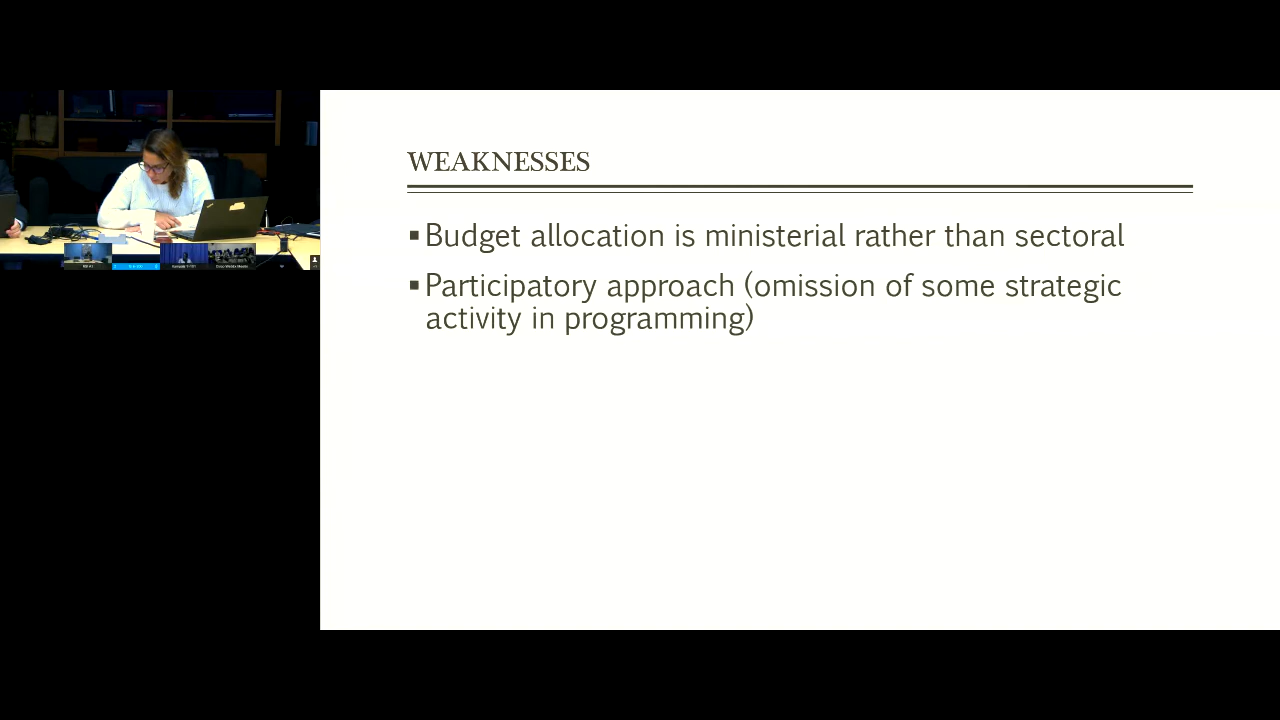 WEAKNESSES
▪Budget allocation is ministerial rather than sectoral
▪Participatory approach (omission of some strategic
activity in programming)